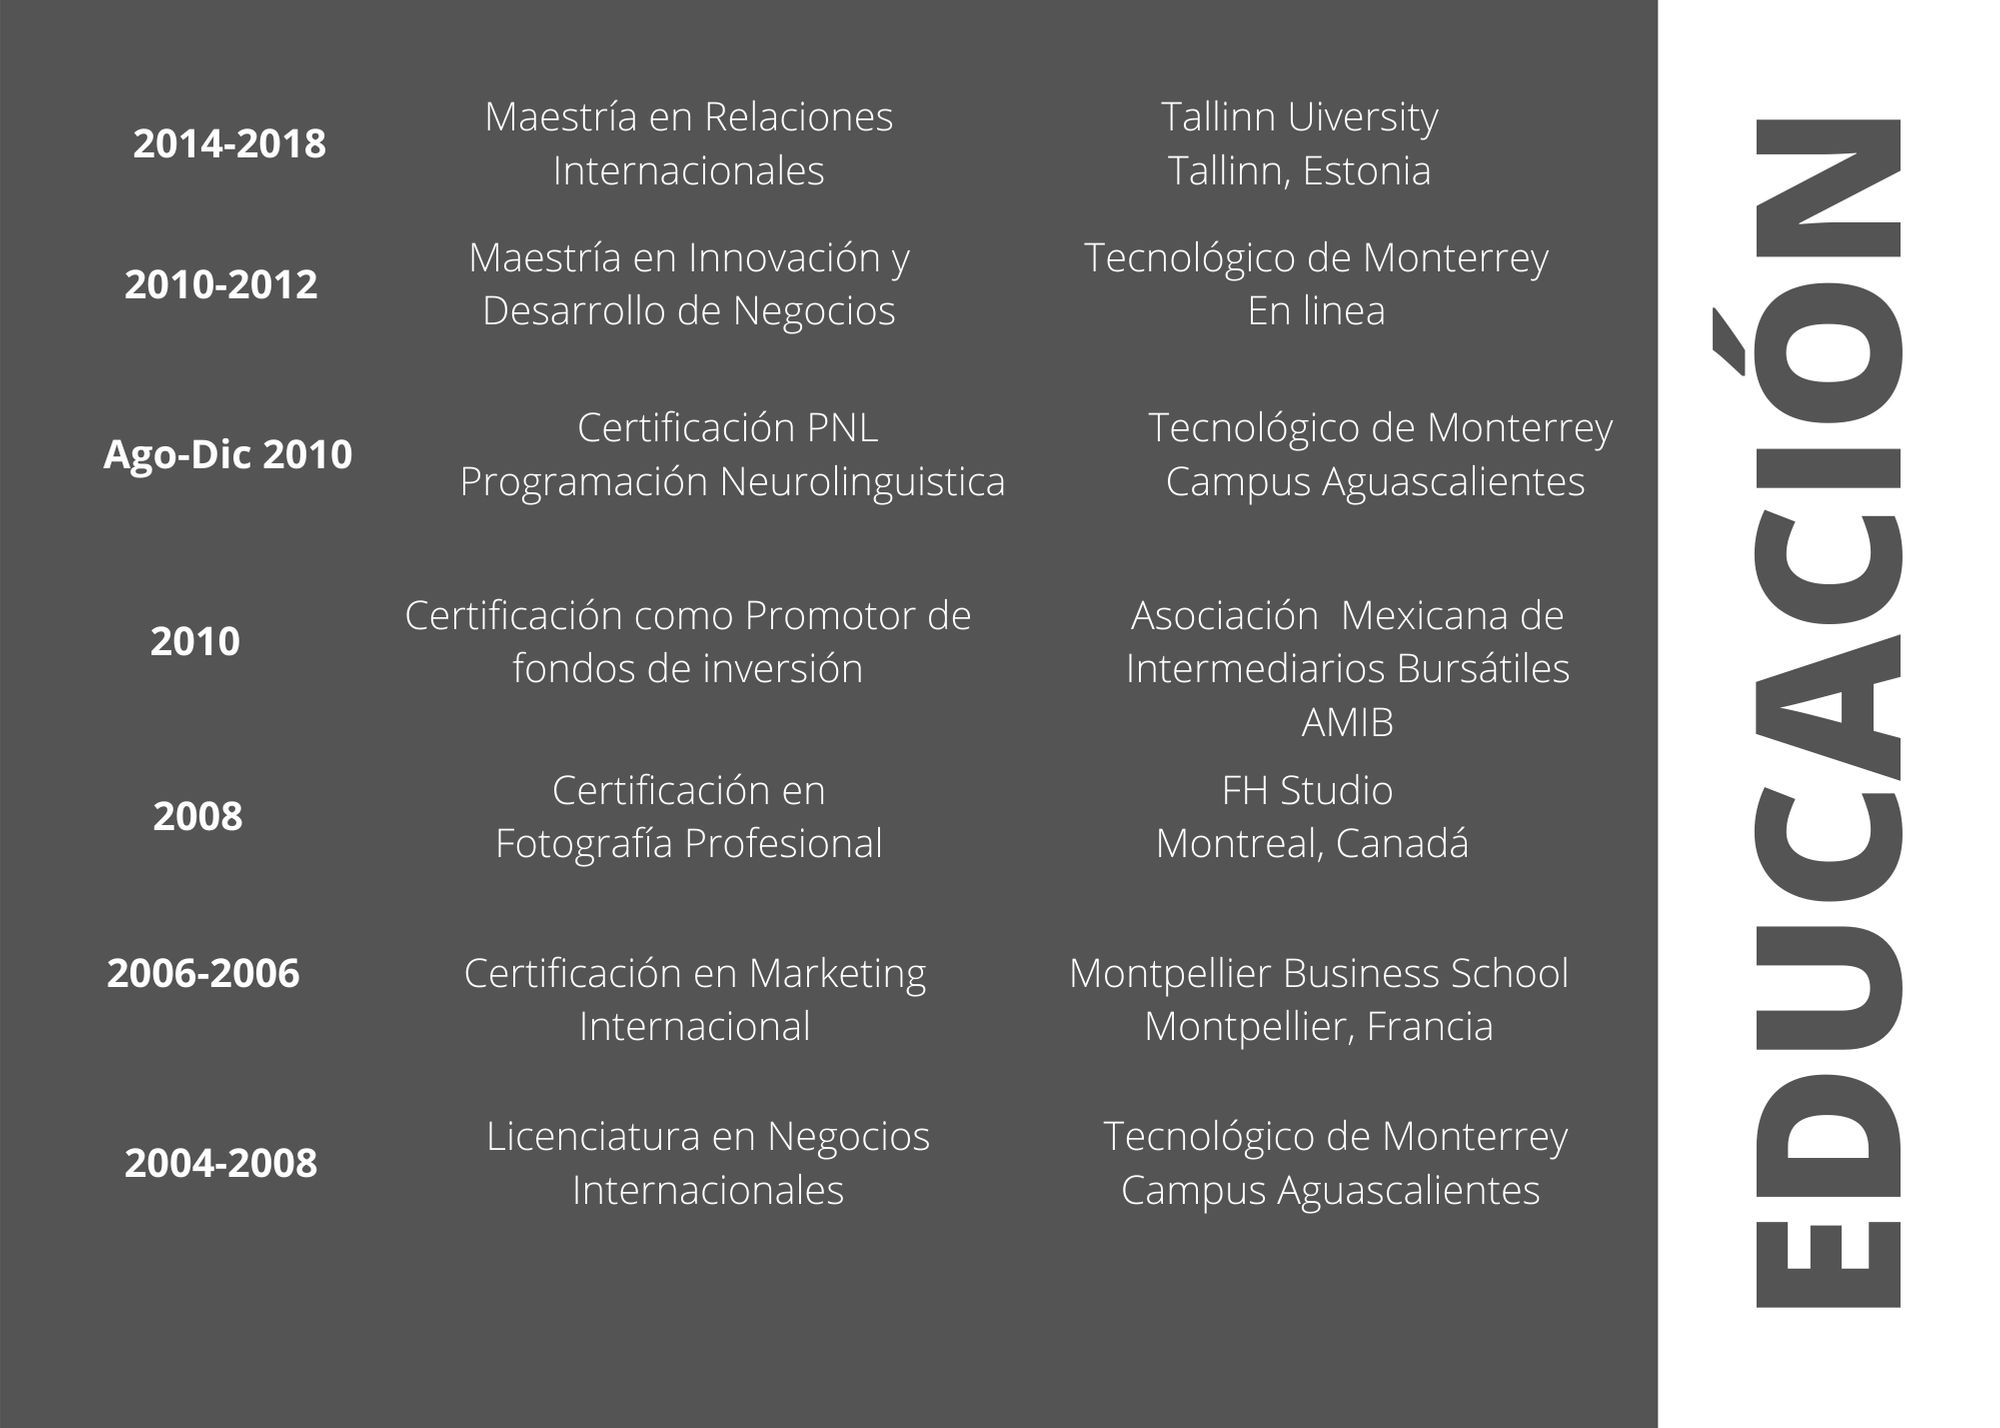 2014-2018
Maestría en Relaciones
Internacionales
Tallinn Uiversity
Tallinn, Estonia
2010-2012
Maestría en Innovación y
Desarrollo de Negocios
Tecnológico de Monterrey
En linea
Ago-Dic 2010
Certificación PNL
Programación Neurolinguistica
Tecnológico de Monterrey
Campus Aguascalientes
2010
Certificación como Promotor de
fondos de inversión
Asociación  Mexicana de
Intermediarios Bursátiles
AMIB
2008
Certificación en
Fotografía Profesional
FH Studio
Montreal, Canadá
2006-2006
Certificación en Marketing
Internacional
Montpellier Business School
Montpellier, Francia
2004-2008
Licenciatura en Negocios
Internacionales
Tecnológico de Monterrey
Campus Aguascalientes
EDUCACIÓN